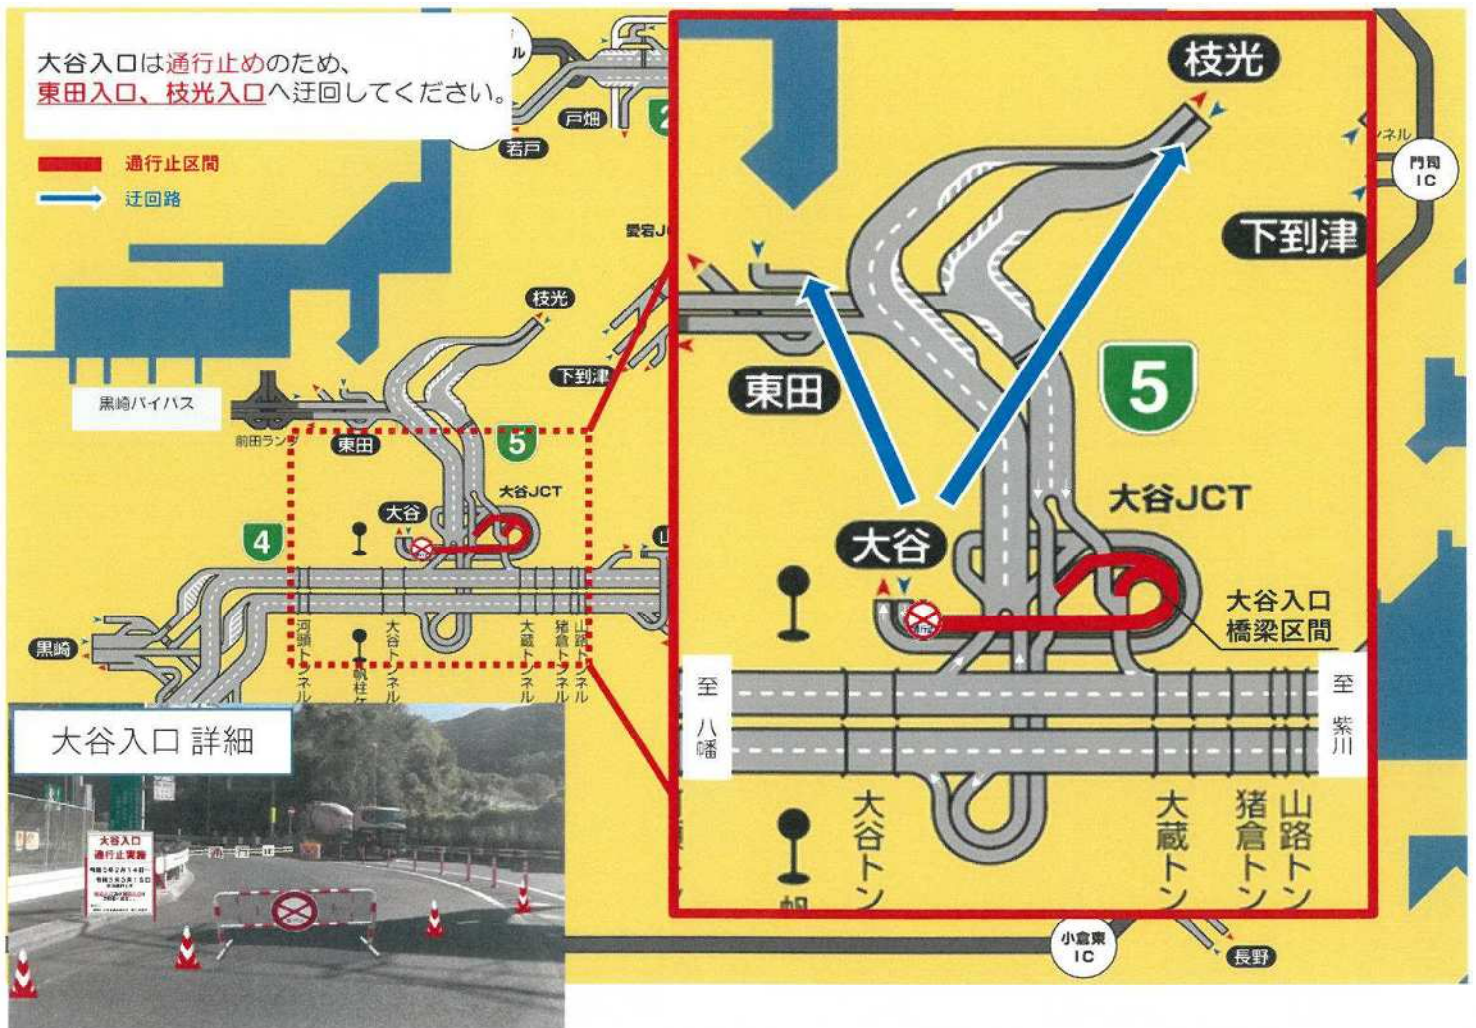 大谷入口は通行止めのため、
東田入口、枝光入口へ迂回してください。
通行止区間
迂回路
ル
戸畑
若戸
2
愛宕J
枝光
下到津
黒崎バイパス
前田ランプ
東田
5
大谷JCT
大谷
4
黒崎
河頭トンネル
帆柱ケ
大谷トンネル
大蔵トンネル
猪倉トンネル
山路トンネル
山
枝光
ンネル
門司
IC
下到津
東田
5
大谷JCT
大谷
大谷入口
橋梁区間
至 八幡
至 紫川
大谷トン
大蔵トン
猪倉トン
山路トン
帆
小倉東
IC
長野
大谷入口 詳細
大谷入口
通行止実施